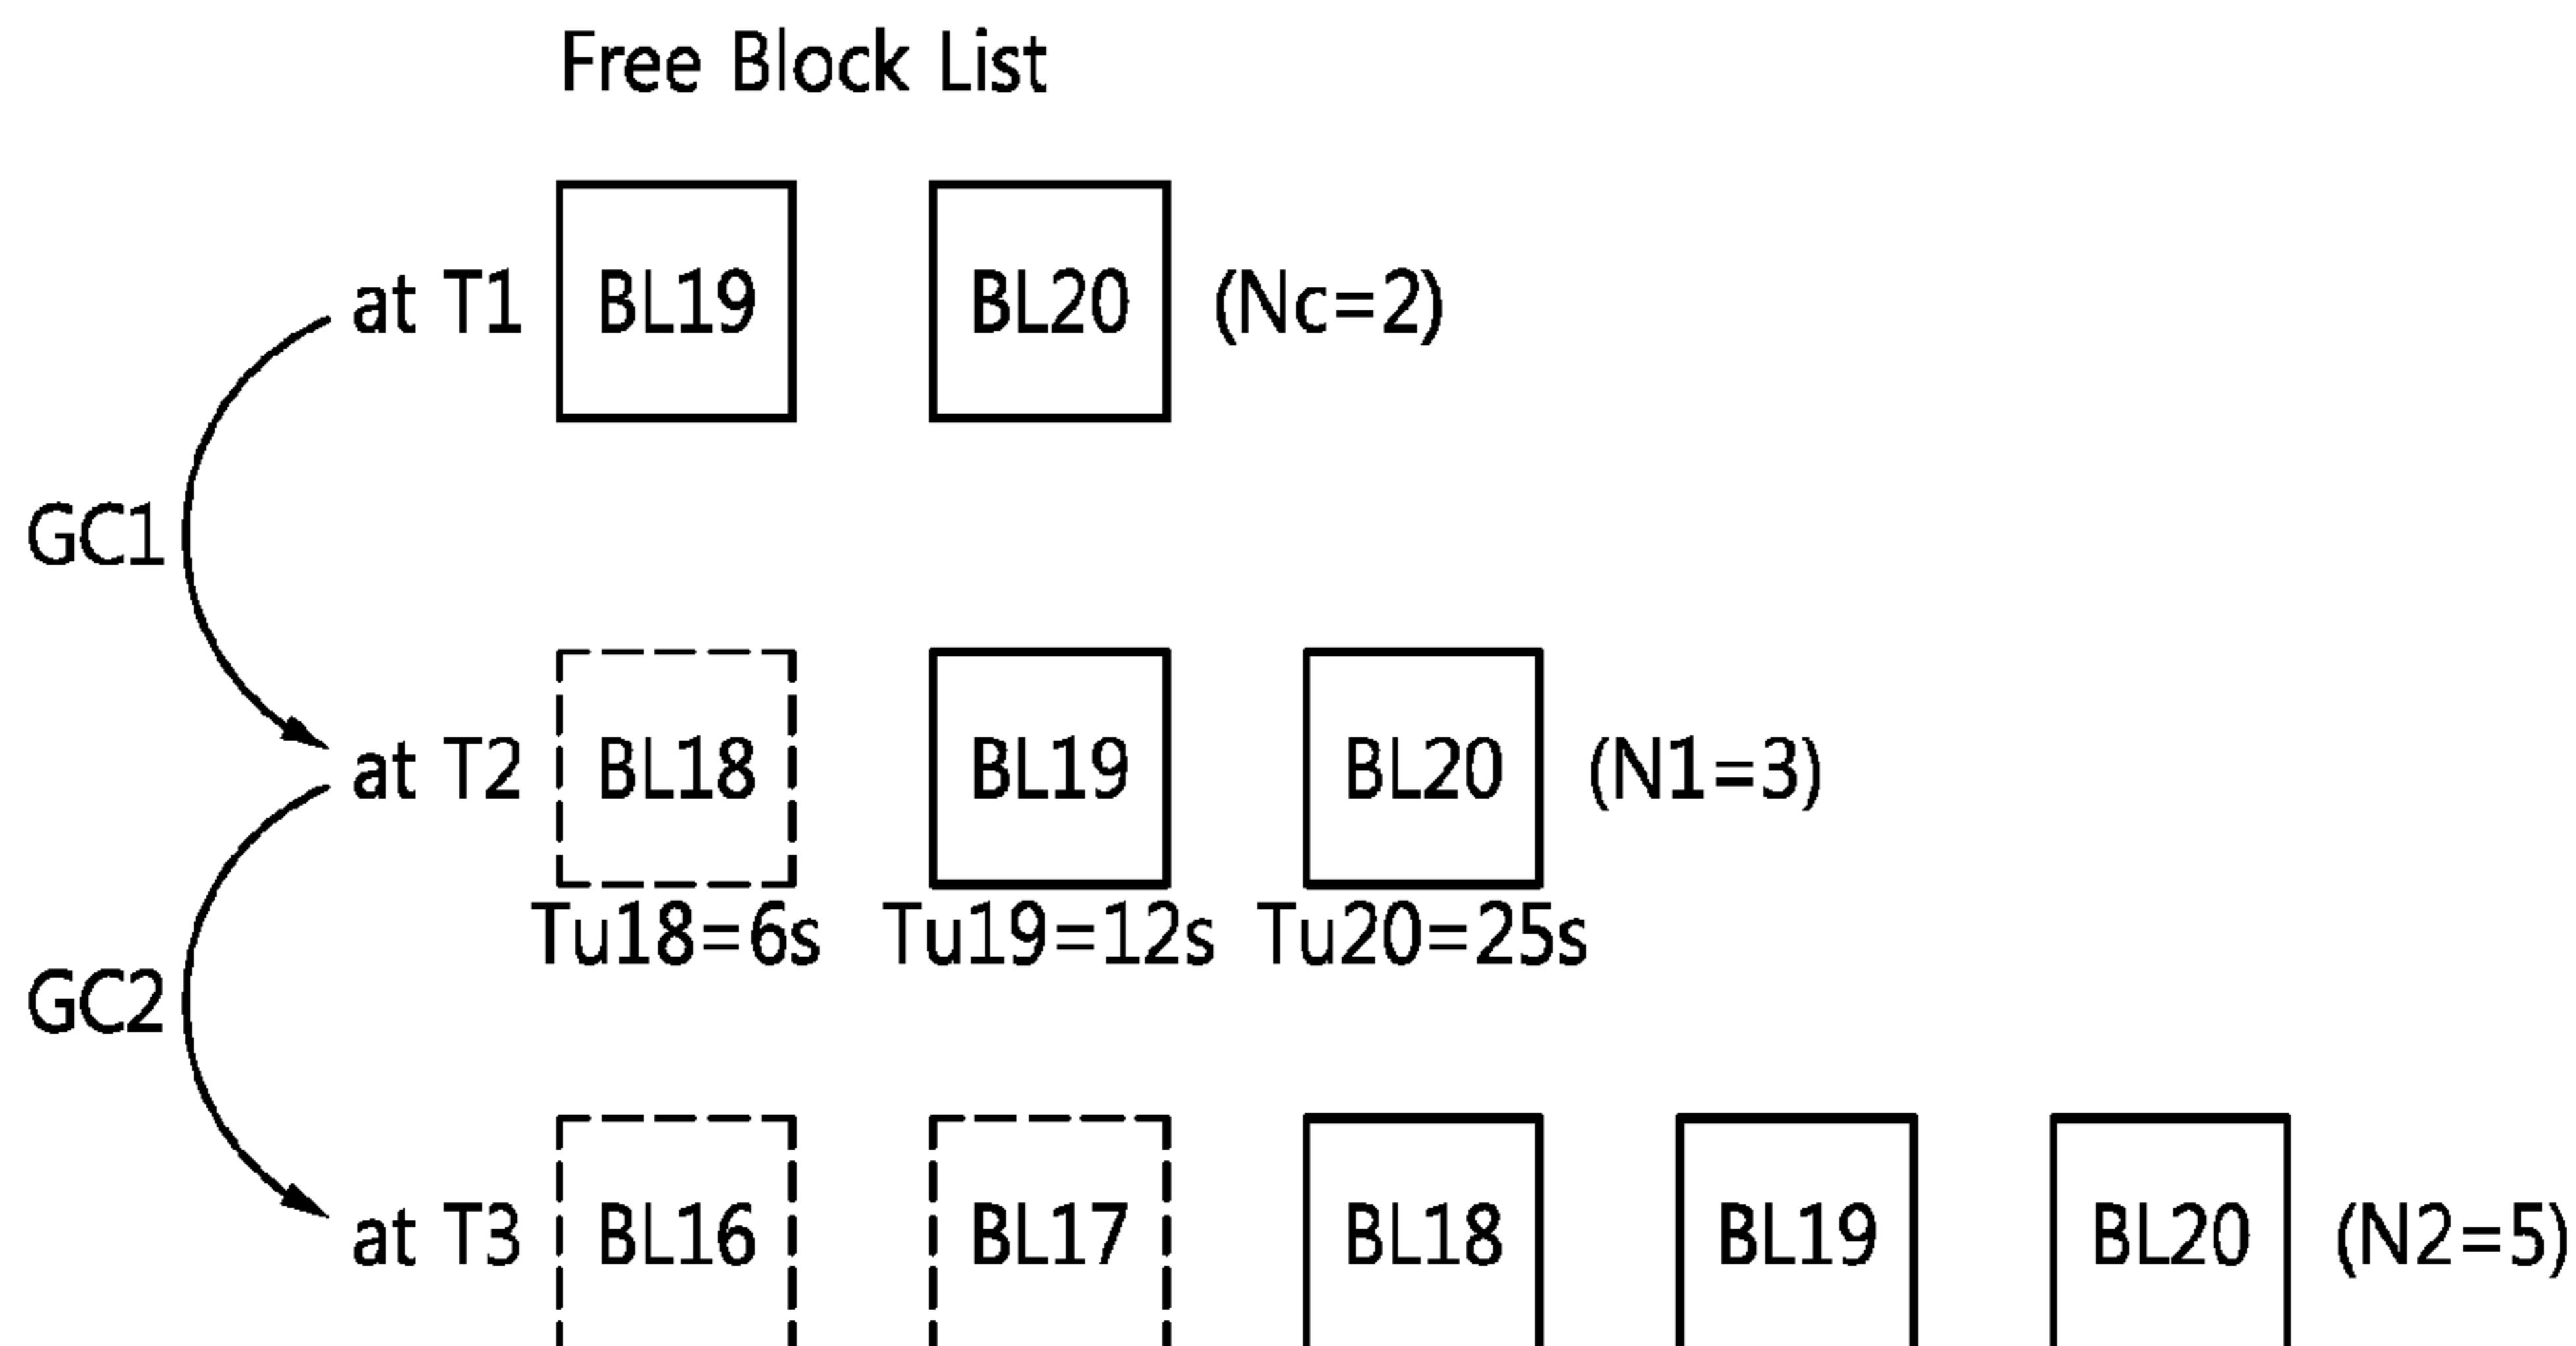 Free Block List
at T1 BL19 BL20 (Nc=2)
GC1
at T2 BL18 BL19 BL20 (N1=3)
Tu18=6s Tu19=12s Tu20=25s
GC2
at T3 BL16 BL17 BL18 BL19 BL20 (N2=5)